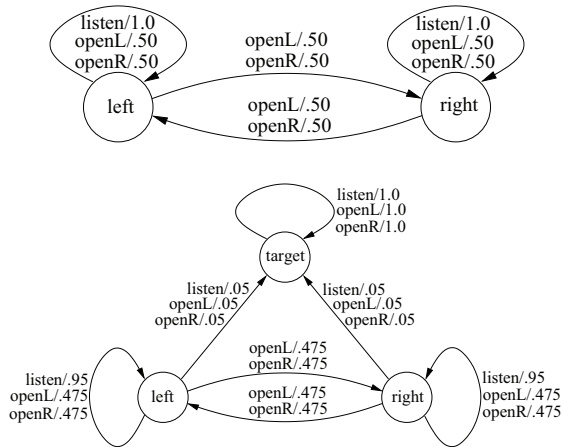 listen/1.0
openL/.50
openR/.50
openL/.50
openR/.50
listen/1.0
openL/.50
openR/.50
left
openL/.50
openR/.50
right
listen/1.0
openL/1.0
openR/1.0
target
listen/.05
openL/.05
openR/.05
listen/.05
openL/.05
openR/.05
listen/.95
openL/.475
openR/.475
left
openL/.475
openR/.475
openL/.475
openR/.475
right
listen/.95
openL/.475
openR/.475